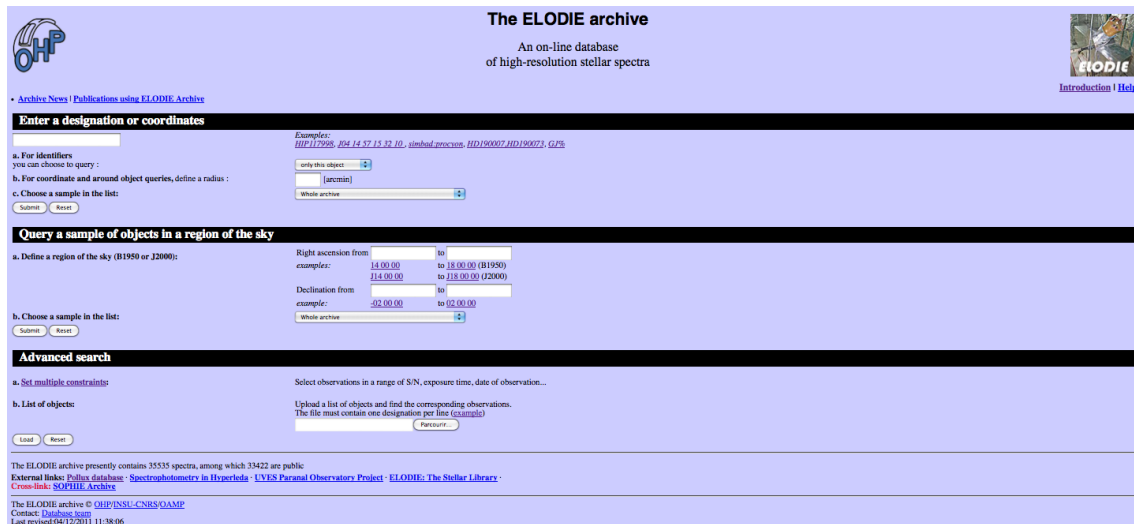 OHP
The ELODIE archive
An on-line database
of high-resolution stellar spectra
ELODIE
Introduction | Help
• Archive News | Publications using ELODIE Archive
Enter a designation or coordinates
Examples:
HIP117998, J04 14 57 15 32 10 , simbad:procyon, HD190007,HD190073, GJ%
a. For identifiers
you can choose to query : only this object
b. For coordinate and around object queries, define a radius : [arcmin]
c. Choose a sample in the list: Whole archive
Submit Reset
Query a sample of objects in a region of the sky
a. Define a region of the sky (B1950 or J2000): Right ascension from to
examples: 14 00 00 to 18 00 00 (B1950)
J14 00 00 to J18 00 00 (J2000)
Declination from to
example: -02 00 00 to 02 00 00
b. Choose a sample in the list: Whole archive
Submit Reset
Advanced search
a. Set multiple constraints: Select observations in a range of S/N, exposure time, date of observation...
b. List of objects: Upload a list of objects and find the corresponding observations.
The file must contain one designation per line (example)
Parcourir...
Load Reset
The ELODIE archive presently contains 35535 spectra, among which 33422 are public
External links: Pollux database · Spectrophotometry in Hyperleda · UVES Paranal Observatory Project · ELODIE: The Stellar Library ·
Cross-link: SOPHIE Archive
The ELODIE archive © OHP/INSU-CNRS/OAMP
Contact: Database team
Last revised:04/12/2011 11:38:06